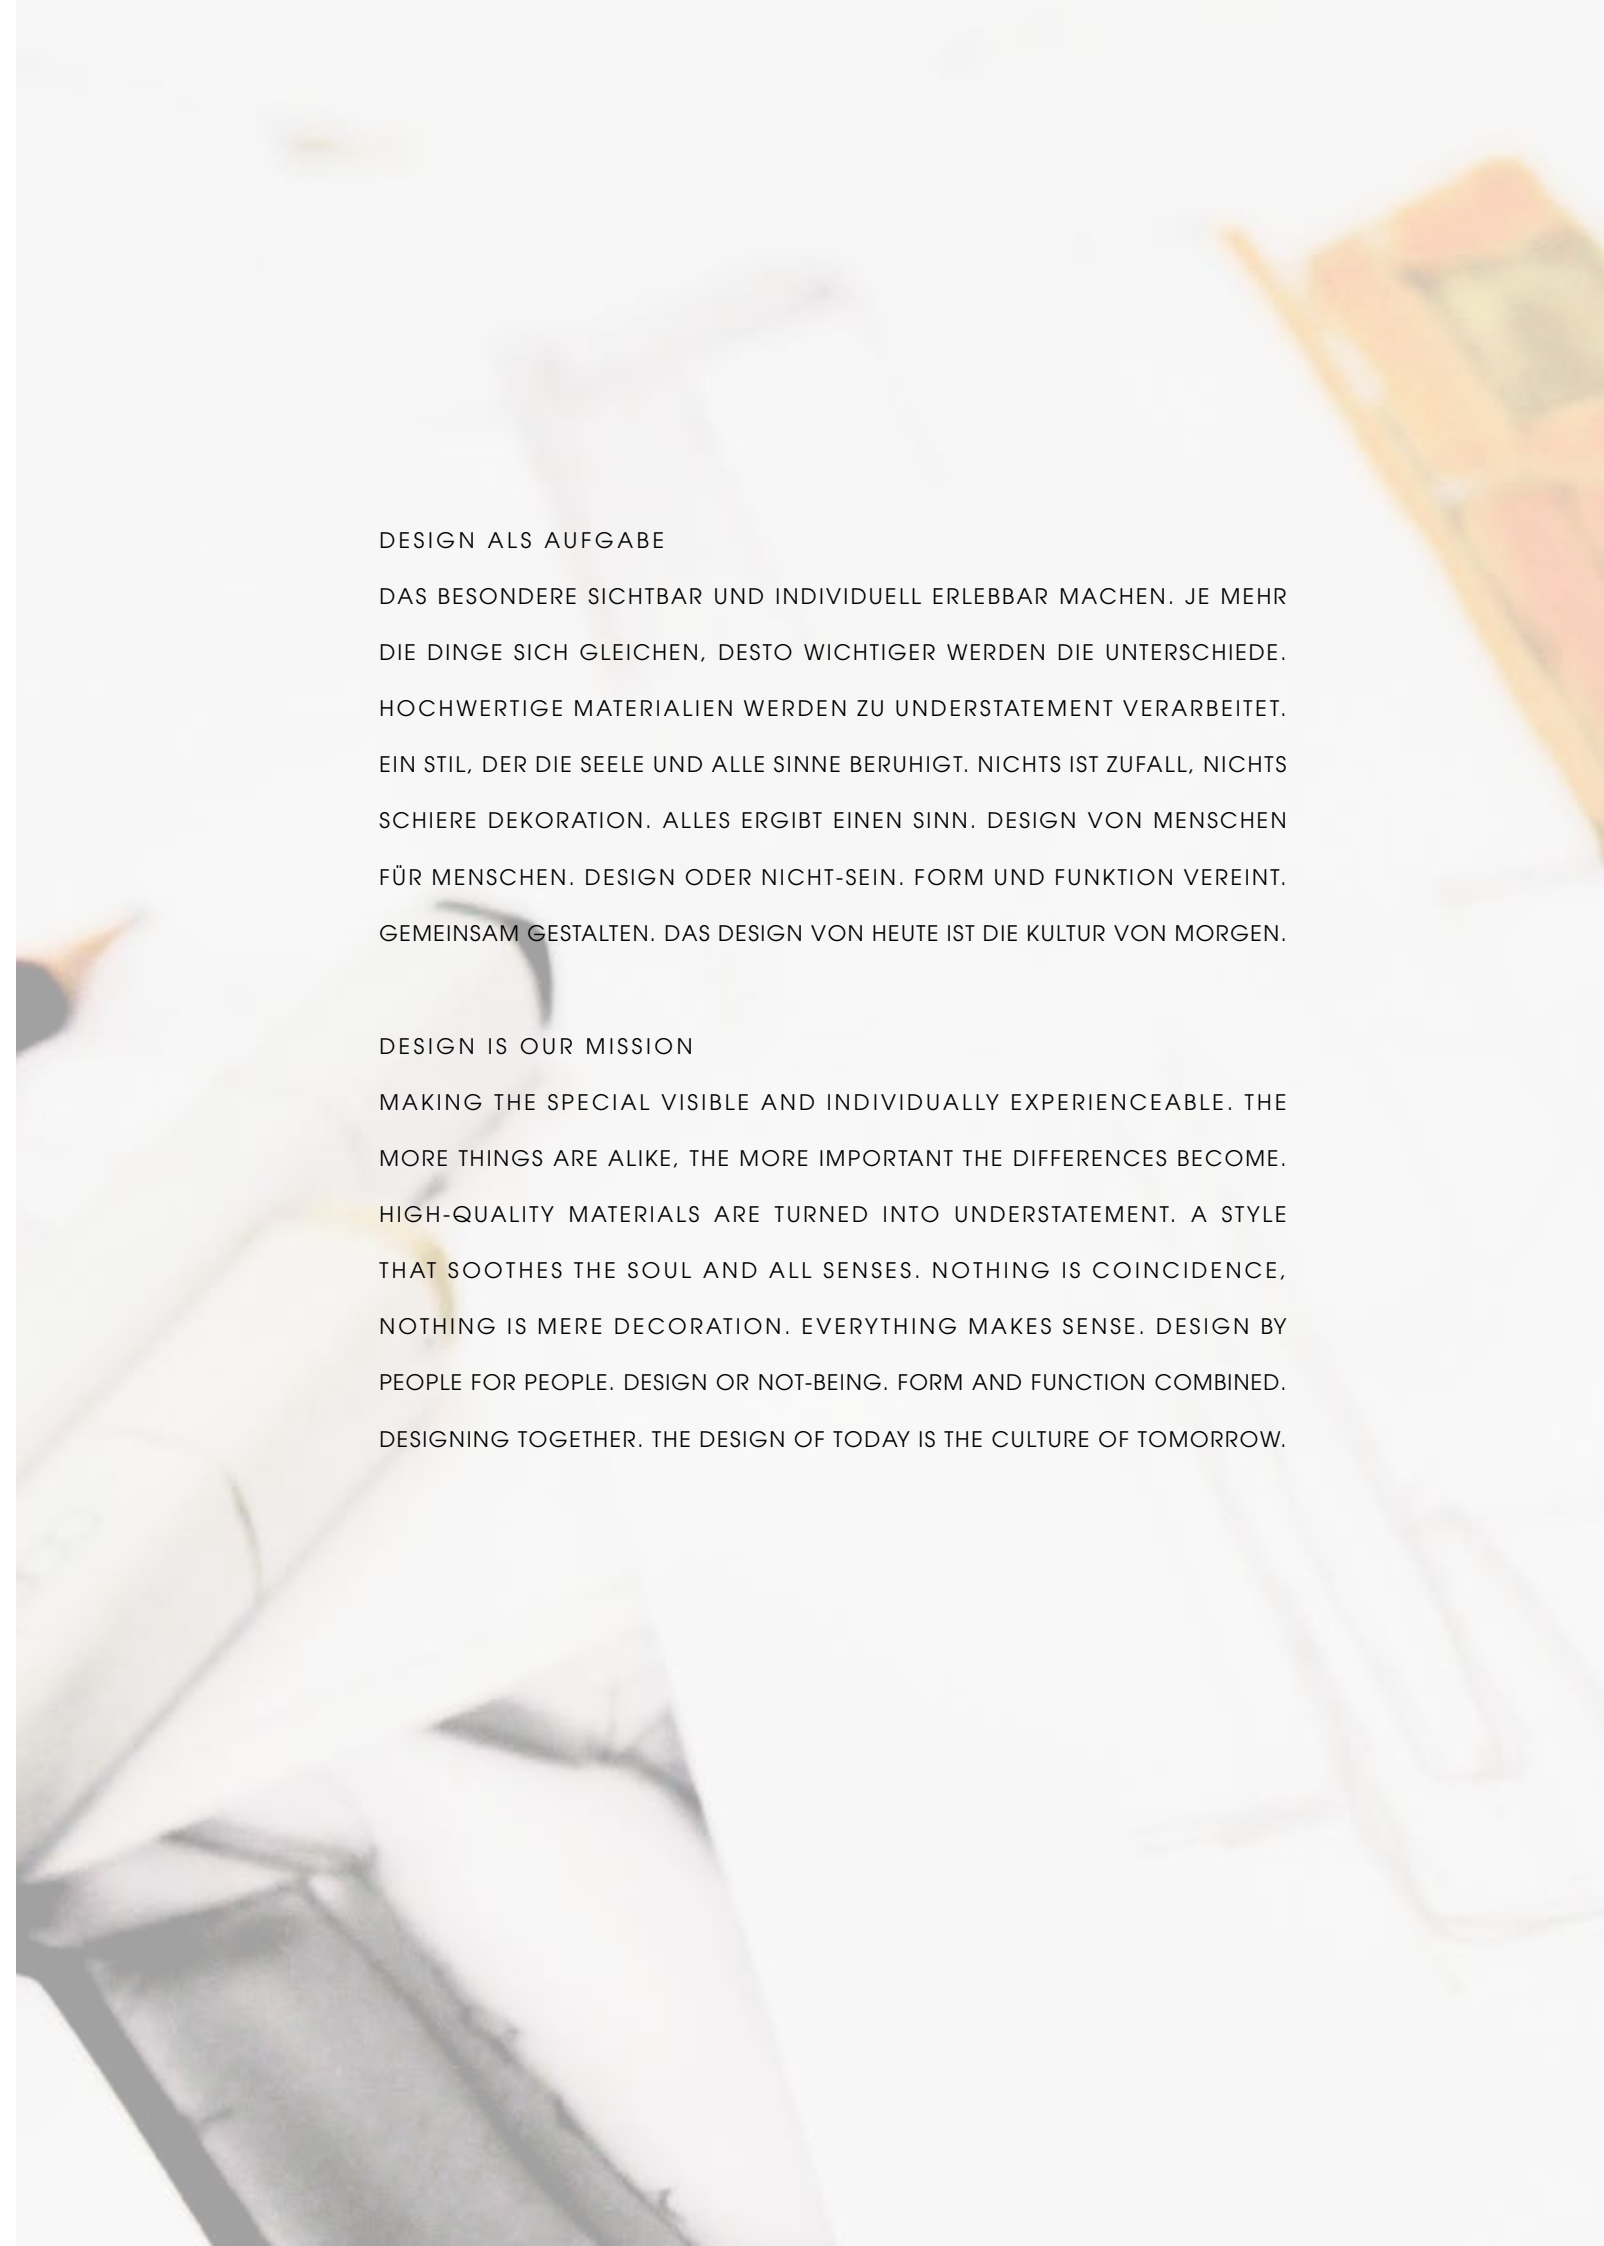 DESIGN ALS AUFGABE
DAS BESONDERE SICHTBAR UND INDIVIDUELL ERLEBBAR MACHEN. JE MEHR
DIE DINGE SICH GLEICHEN, DESTO WICHTIGER WERDEN DIE UNTERSCHIEDE.
HOCHWERTIGE MATERIALIEN WERDEN ZU UNDERSTATEMENT VERARBEITET.
EIN STIL, DER DIE SEELE UND ALLE SINNE BERUHIGT. NICHTS IST ZUFALL, NICHTS
SCHIERE DEKORATION. ALLES ERGIBT EINEN SINN. DESIGN VON MENSCHEN
FÜR MENSCHEN. DESIGN ODER NICHT-SEIN. FORM UND FUNKTION VEREINT.
GEMEINSAM GESTALTEN. DAS DESIGN VON HEUTE IST DIE KULTUR VON MORGEN.
DESIGN IS OUR MISSION
MAKING THE SPECIAL VISIBLE AND INDIVIDUALLY EXPERIENCEABLE. THE
MORE THINGS ARE ALIKE, THE MORE IMPORTANT THE DIFFERENCES BECOME.
HIGH-QUALITY MATERIALS ARE TURNED INTO UNDERSTATEMENT. A STYLE
THAT SOOTHES THE SOUL AND ALL SENSES. NOTHING IS COINCIDENCE,
NOTHING IS MERE DECORATION. EVERYTHING MAKES SENSE. DESIGN BY
PEOPLE FOR PEOPLE. DESIGN OR NOT-BEING. FORM AND FUNCTION COMBINED.
DESIGNING TOGETHER. THE DESIGN OF TODAY IS THE CULTURE OF TOMORROW.